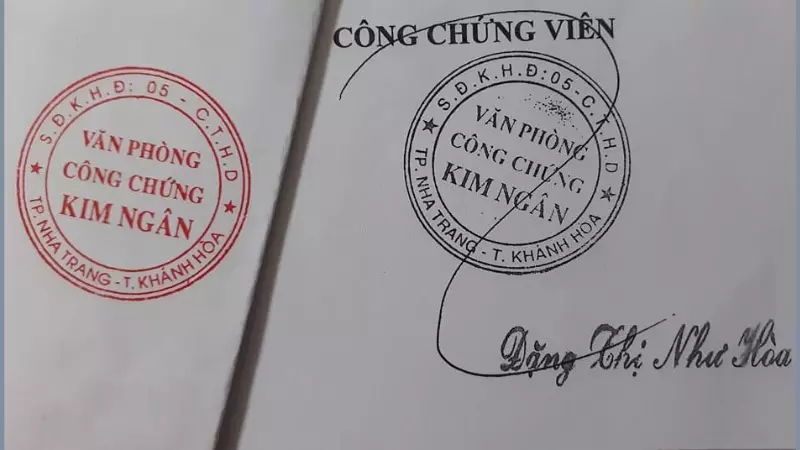 S.Đ.K.H.Đ: 05 - C.T.H.D
VĂN PHÒNG
CÔNG CHỨNG
KIM NGÂN
TP. NHA TRANG - T. KHÁNH HÒA
CÔNG CHỨNG VIÊN
S.Đ.K.H.Đ: 05-C.T.H.D
VĂN PHÒNG
CÔNG CHỨNG
KIM NGÂN
TP. NHA TRANG - T. KHÁNH HÒA
Đặng Thị Như Hòa